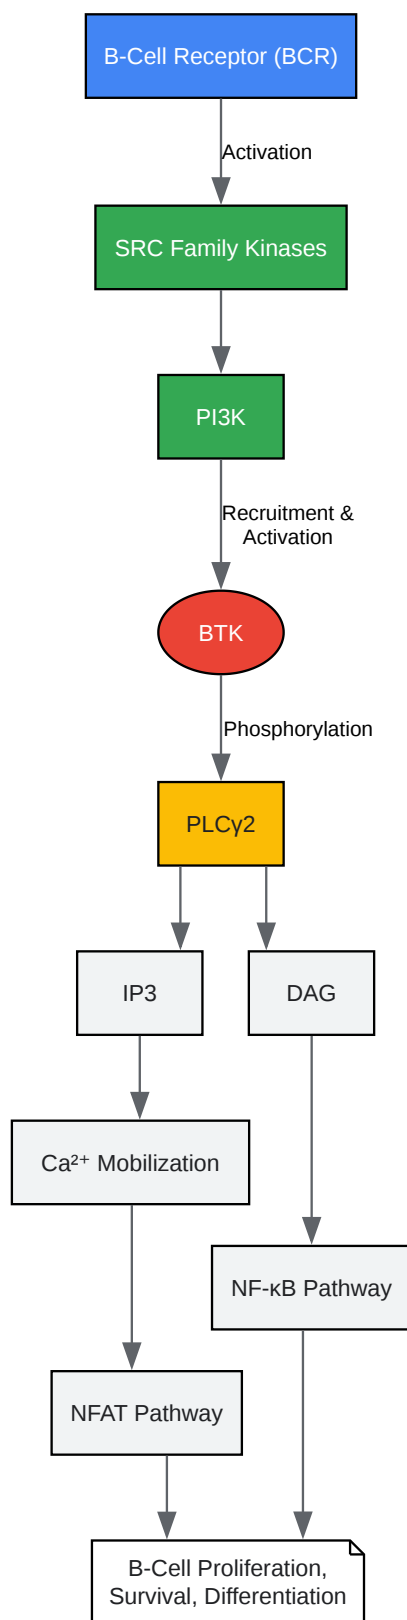 B-Cell Receptor (BCR)
Activation
SRC Family Kinases
PI3K
Recruitment &
Activation
BTK
Phosphorylation
PLCγ2
IP3
DAG
Ca²⁺ Mobilization
NF-κB Pathway
NFAT Pathway
B-Cell Proliferation,
Survival, Differentiation